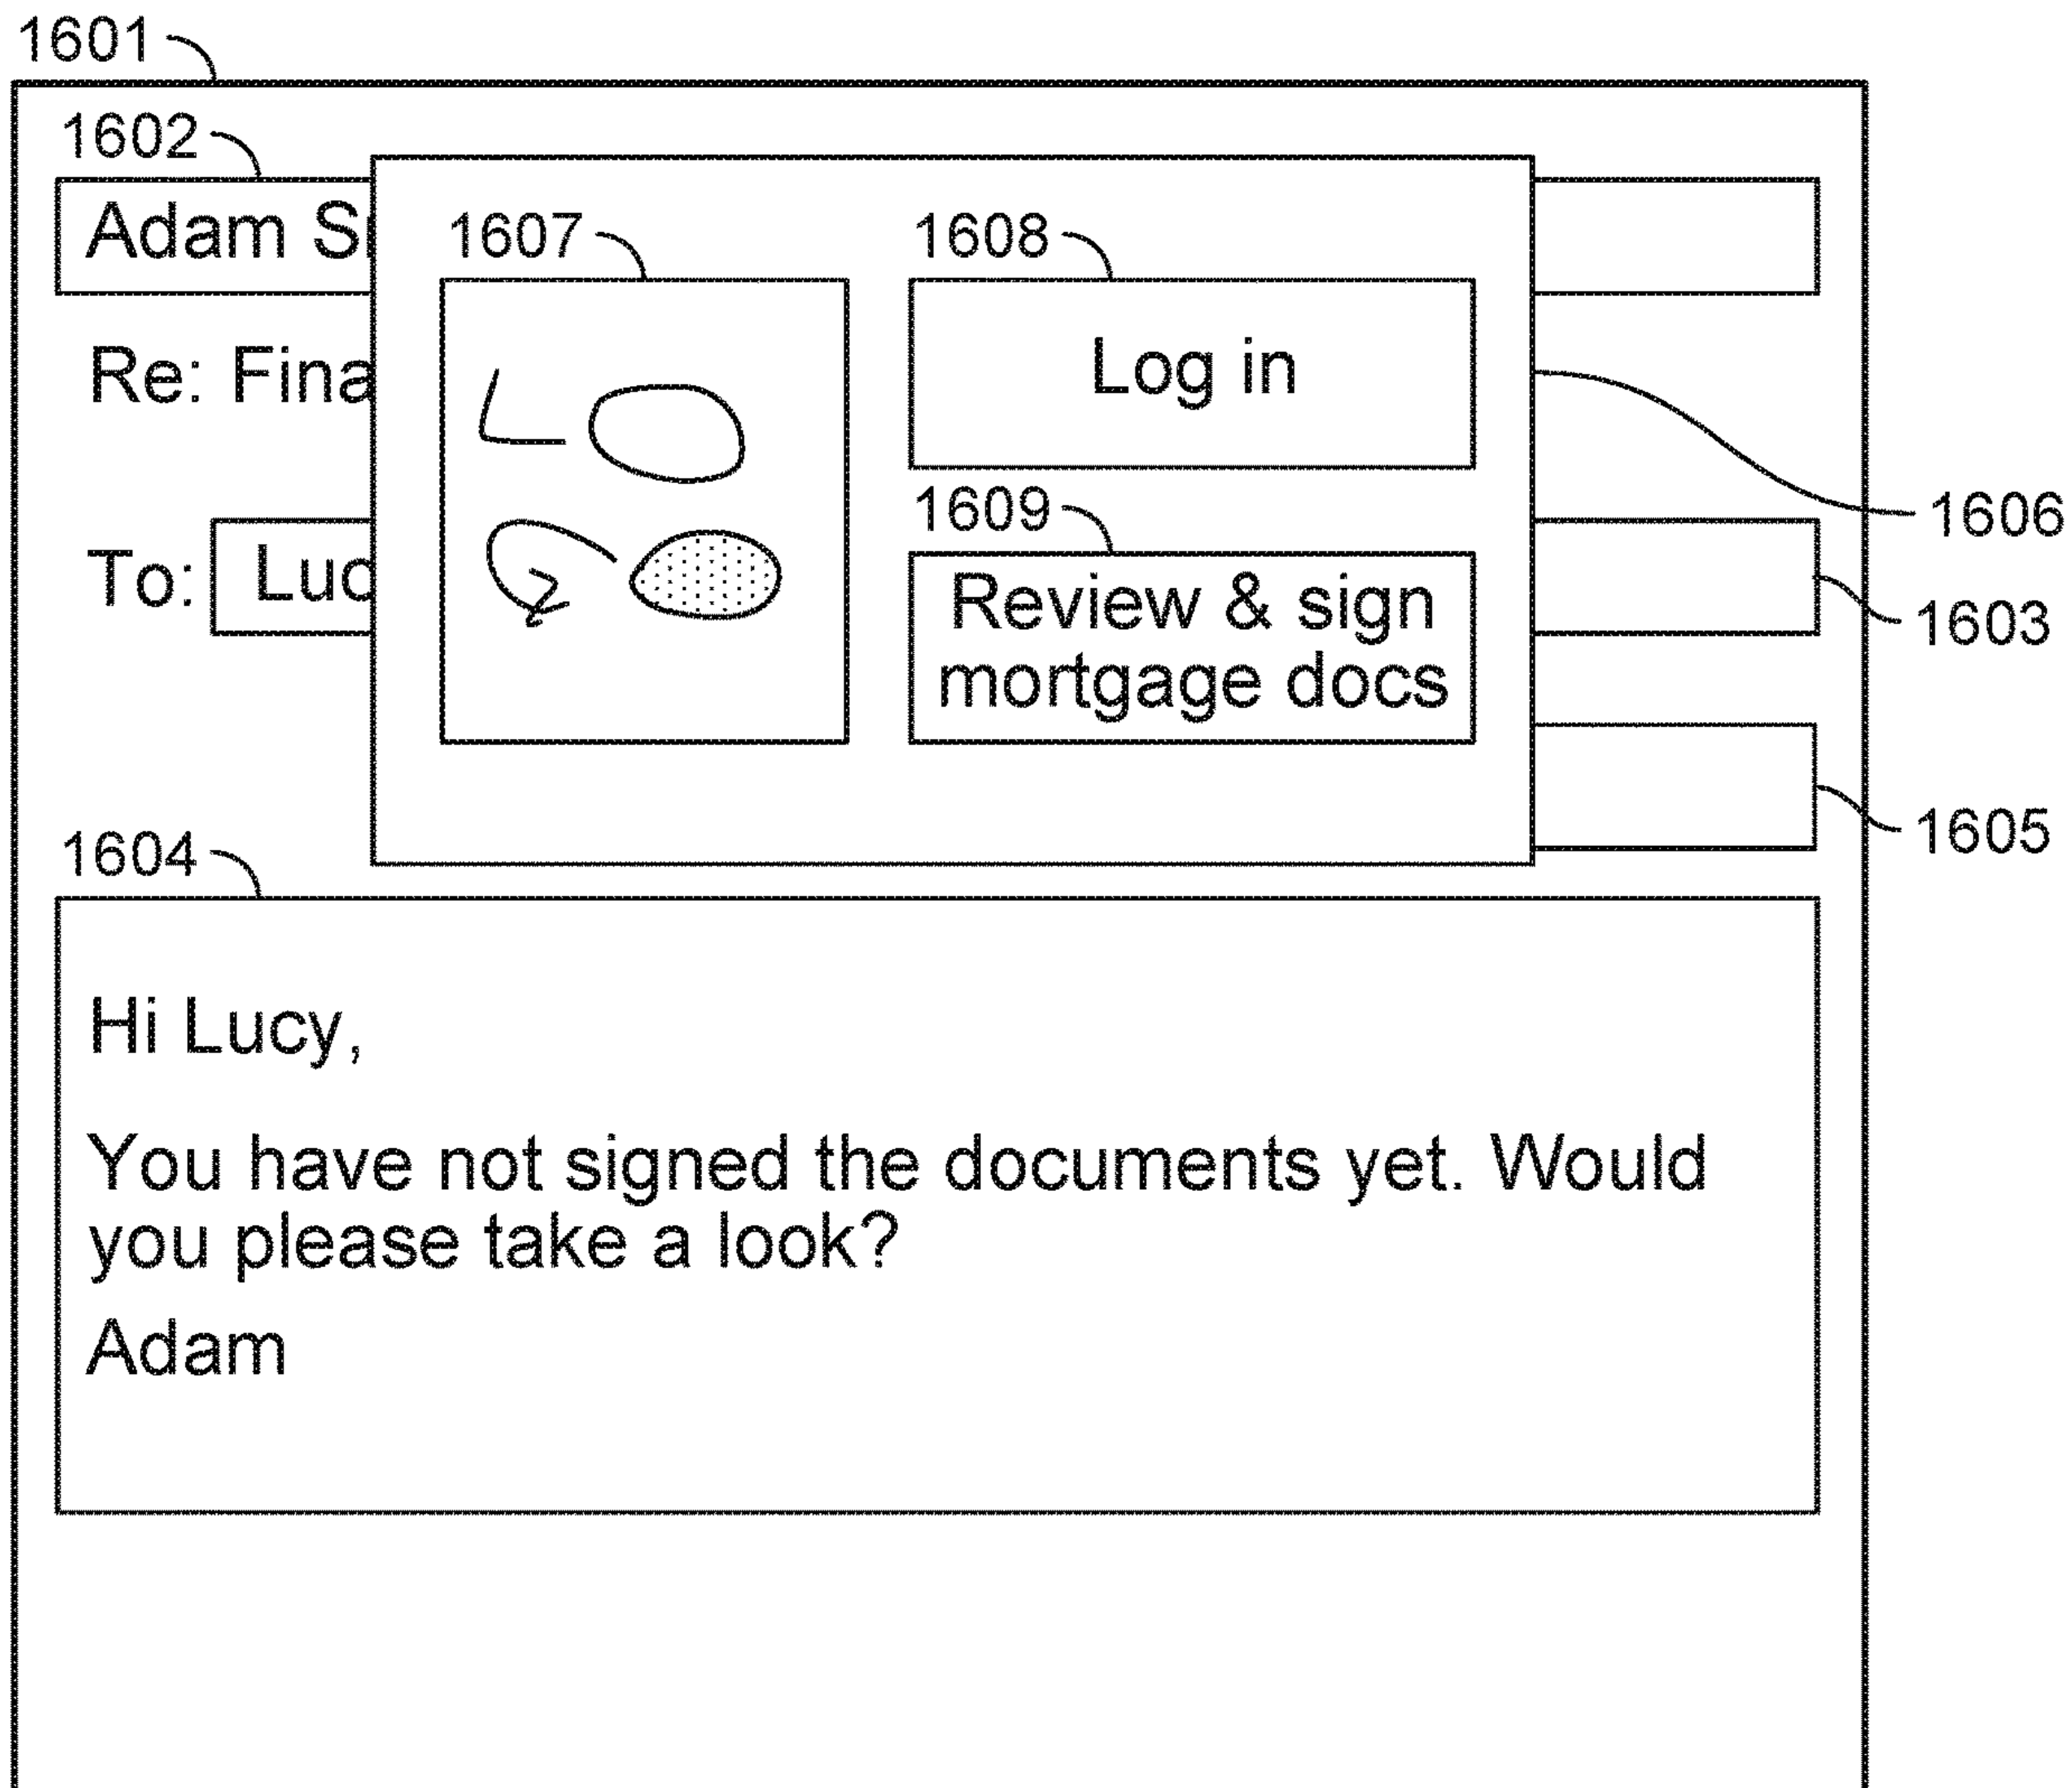 1601
1602
Adam S
1607
1608
Log in
Re: Fina
1606
1609
To: Luc
Review & sign
mortgage docs
1603
1605
1604
Hi Lucy,
You have not signed the documents yet. Would
you please take a look?
Adam